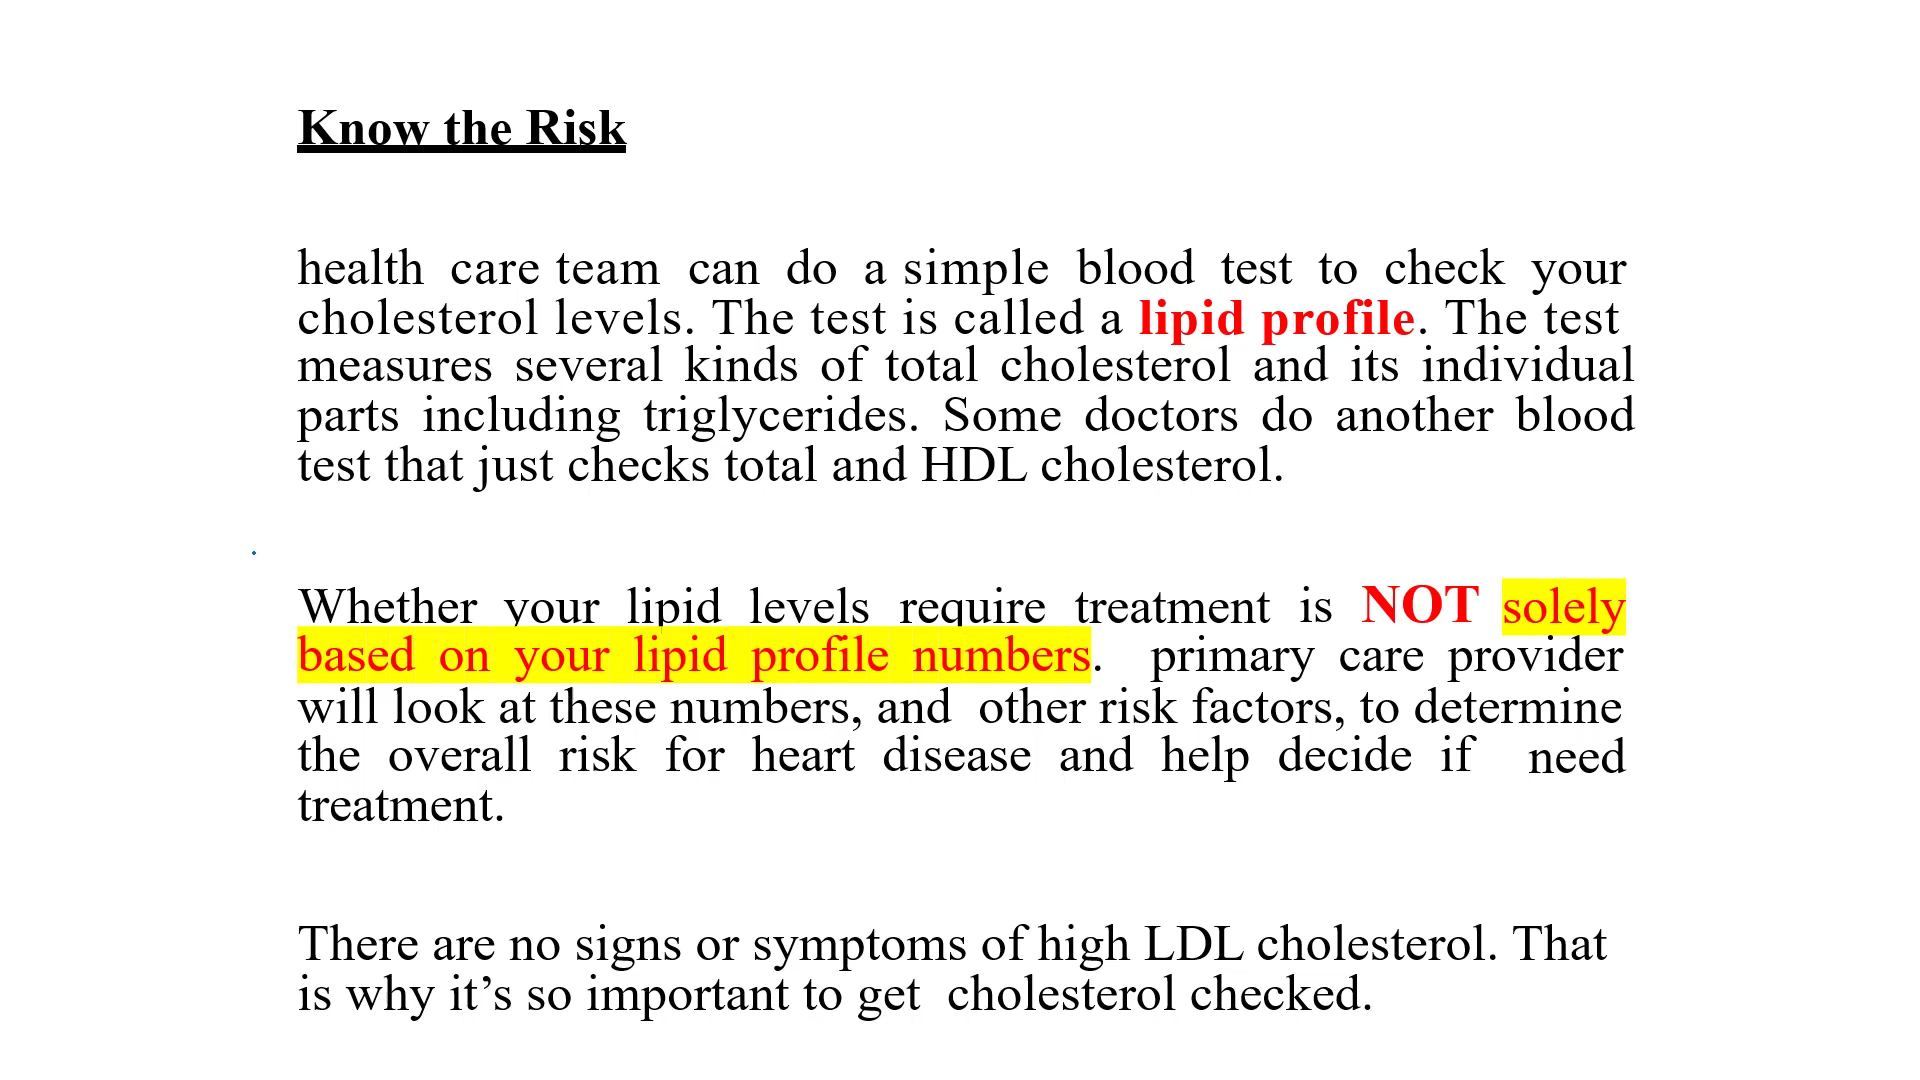 Know the Risk
health care team can do a simple blood test to check your
cholesterol levels. The test is called a lipid profile. The test
measures several kinds of total cholesterol and its individual
parts including triglycerides. Some doctors do another blood
test that just checks total and HDL cholesterol.
Whether your lipid levels require treatment is NOT solely
based on your lipid profile numbers. primary care provider
will look at these numbers, and other risk factors, to determine
the overall risk for heart disease and help decide if need
treatment.
There are no signs or symptoms of high LDL cholesterol. That
is why it’s so important to get cholesterol checked.